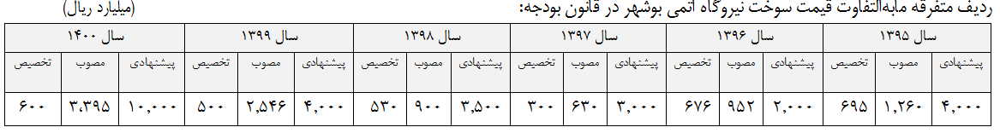 ردیف متفرقه مابه‌التفاوت قیمت سوخت نیروگاه اتمی بوشهر در قانون بودجه: (میلیارد ریال)
سال ۱۳۹۵ سال ۱۳۹۶ سال ۱۳۹۷ سال ۱۳۹۸ سال ۱۳۹۹ سال ۱۴۰۰
پیشنهادی مصوب تخصیص پیشنهادی مصوب تخصیص پیشنهادی مصوب تخصیص پیشنهادی مصوب تخصیص پیشنهادی مصوب تخصیص پیشنهادی مصوب تخصیص
۴,۰۰۰ ۱,۲۶۰ ۶۹۵ ۲,۰۰۰ ۹۵۲ ۶۷۶ ۳,۰۰۰ ۶۳۰ ۳۰۰ ۳,۵۰۰ ۹۰۰ ۵۳۰ ۴,۰۰۰ ۲,۵۴۶ ۵۰۰ ۱۰,۰۰۰ ۳،۳۹۵ ۶۰۰